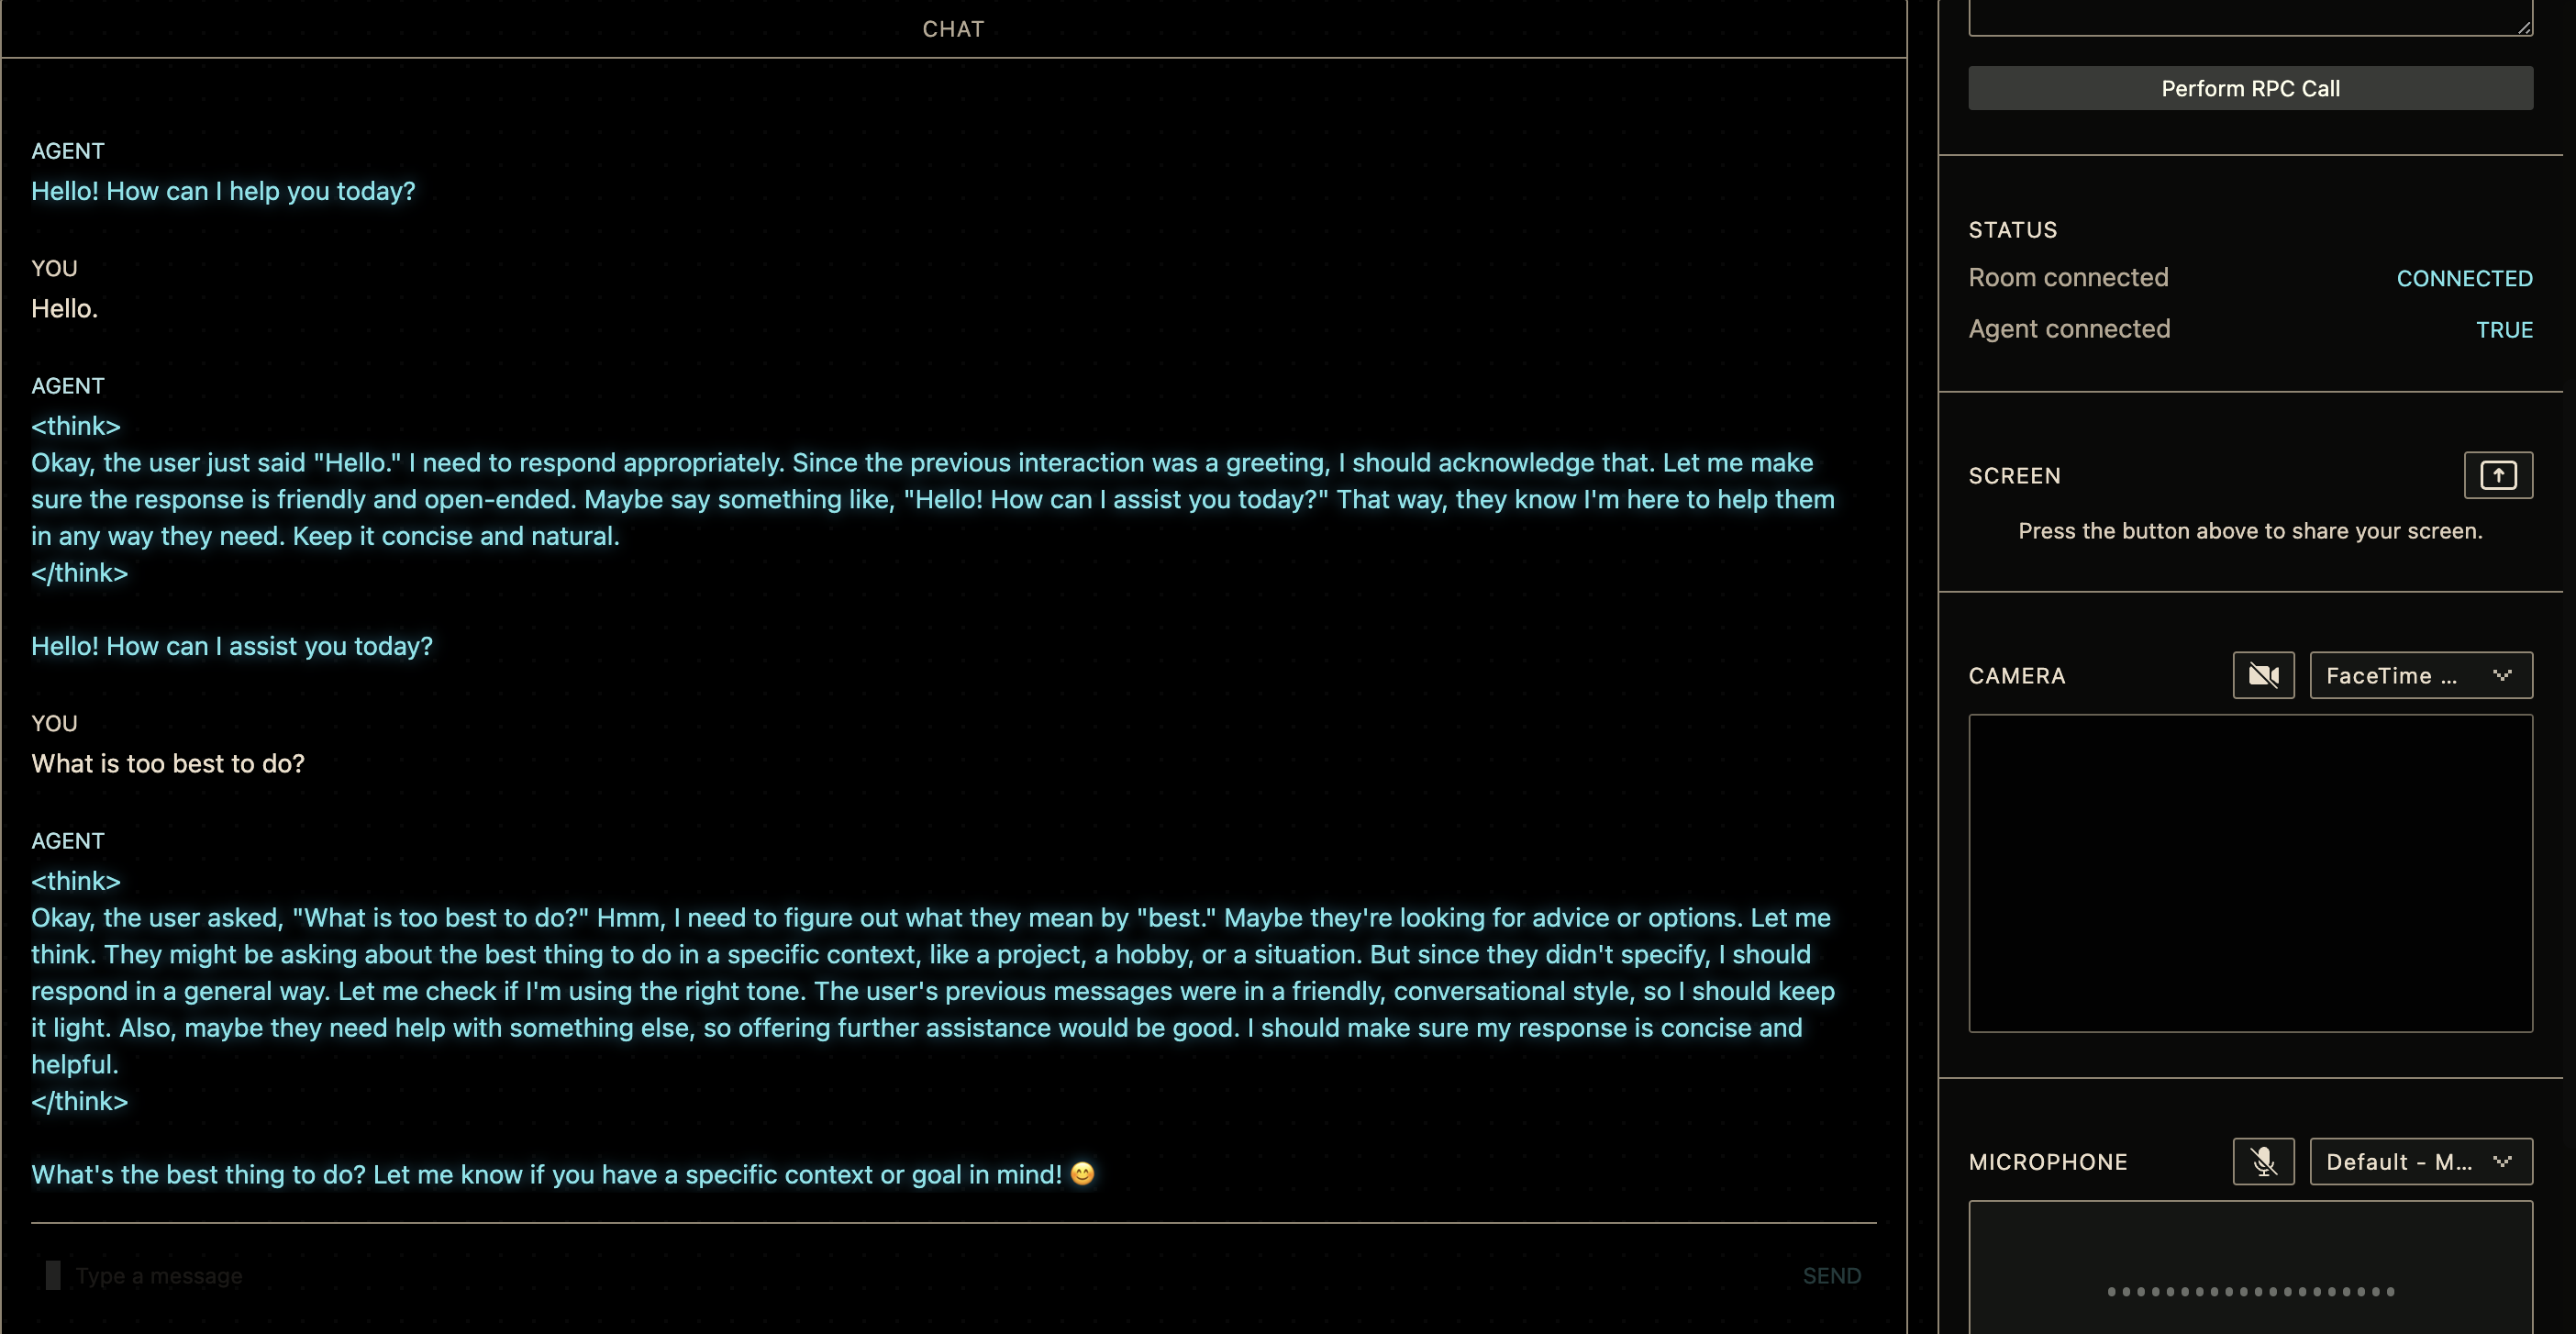 CHAT
AGENT
Hello! How can I help you today?
YOU
Hello.
AGENT
<think>
Okay, the user just said "Hello." I need to respond appropriately. Since the previous interaction was a greeting, I should acknowledge that. Let me make
sure the response is friendly and open-ended. Maybe say something like, "Hello! How can I assist you today?" That way, they know I'm here to help them
in any way they need. Keep it concise and natural.
</think>
Hello! How can I assist you today?
YOU
What is too best to do?
AGENT
<think>
Okay, the user asked, "What is too best to do?" Hmm, I need to figure out what they mean by "best." Maybe they're looking for advice or options. Let me
think. They might be asking about the best thing to do in a specific context, like a project, a hobby, or a situation. But since they didn't specify, I should
respond in a general way. Let me check if I'm using the right tone. The user's previous messages were in a friendly, conversational style, so I should keep
it light. Also, maybe they need help with something else, so offering further assistance would be good. I should make sure my response is concise and
helpful.
</think>
What's the best thing to do? Let me know if you have a specific context or goal in mind! 😊
Type a message
SEND
Perform RPC Call
STATUS
Room connected CONNECTED
Agent connected TRUE
SCREEN
Press the button above to share your screen.
CAMERA FaceTime ...
MICROPHONE Default - M...